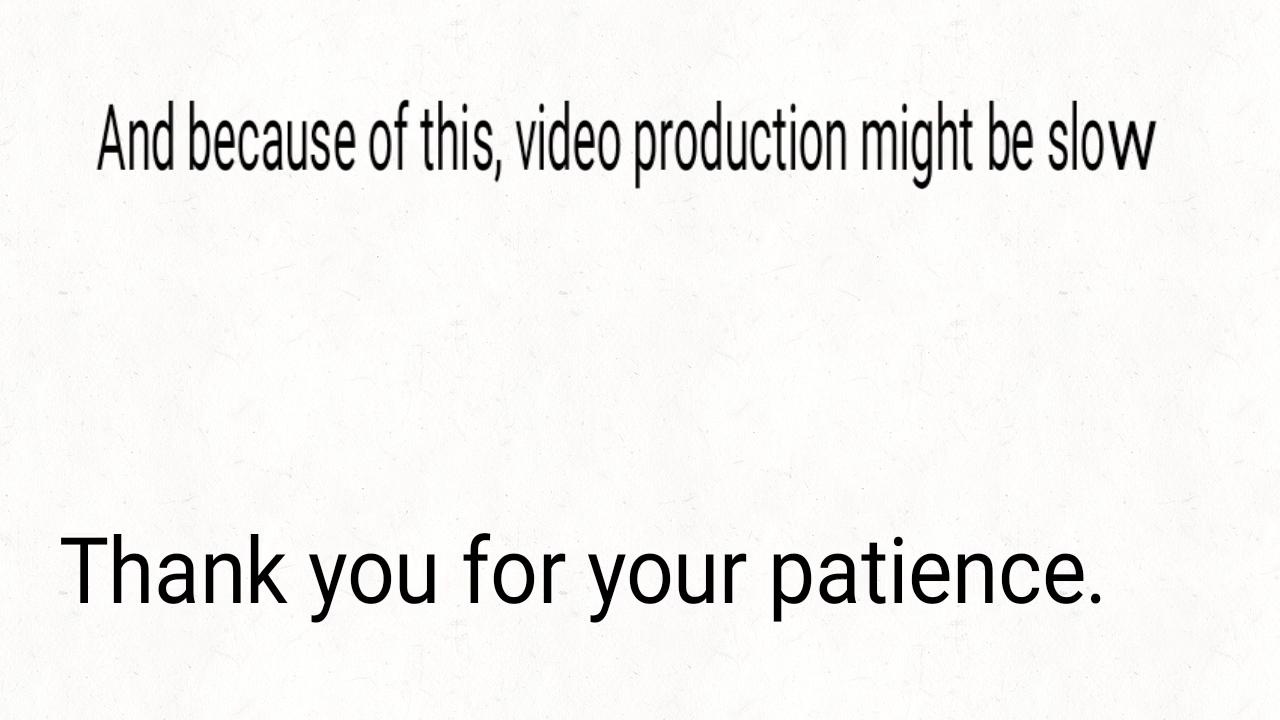 And because of this, video production might be slow
Thank you for your patience.